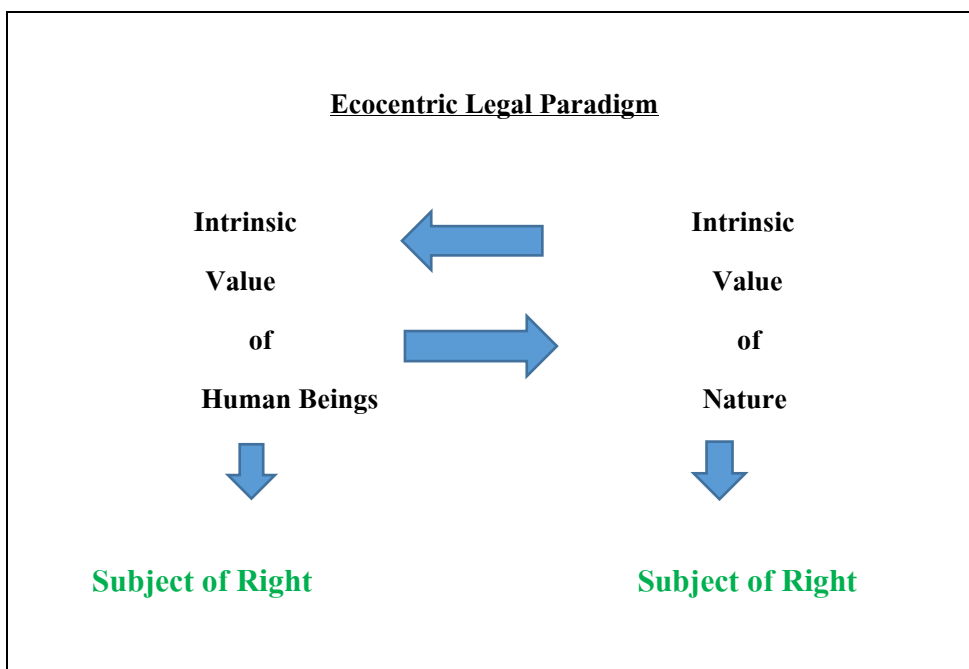 Ecocentric Legal Paradigm
Intrinsic
Value
of
Human Beings
Intrinsic
Value
of
Nature
Subject of Right
Subject of Right